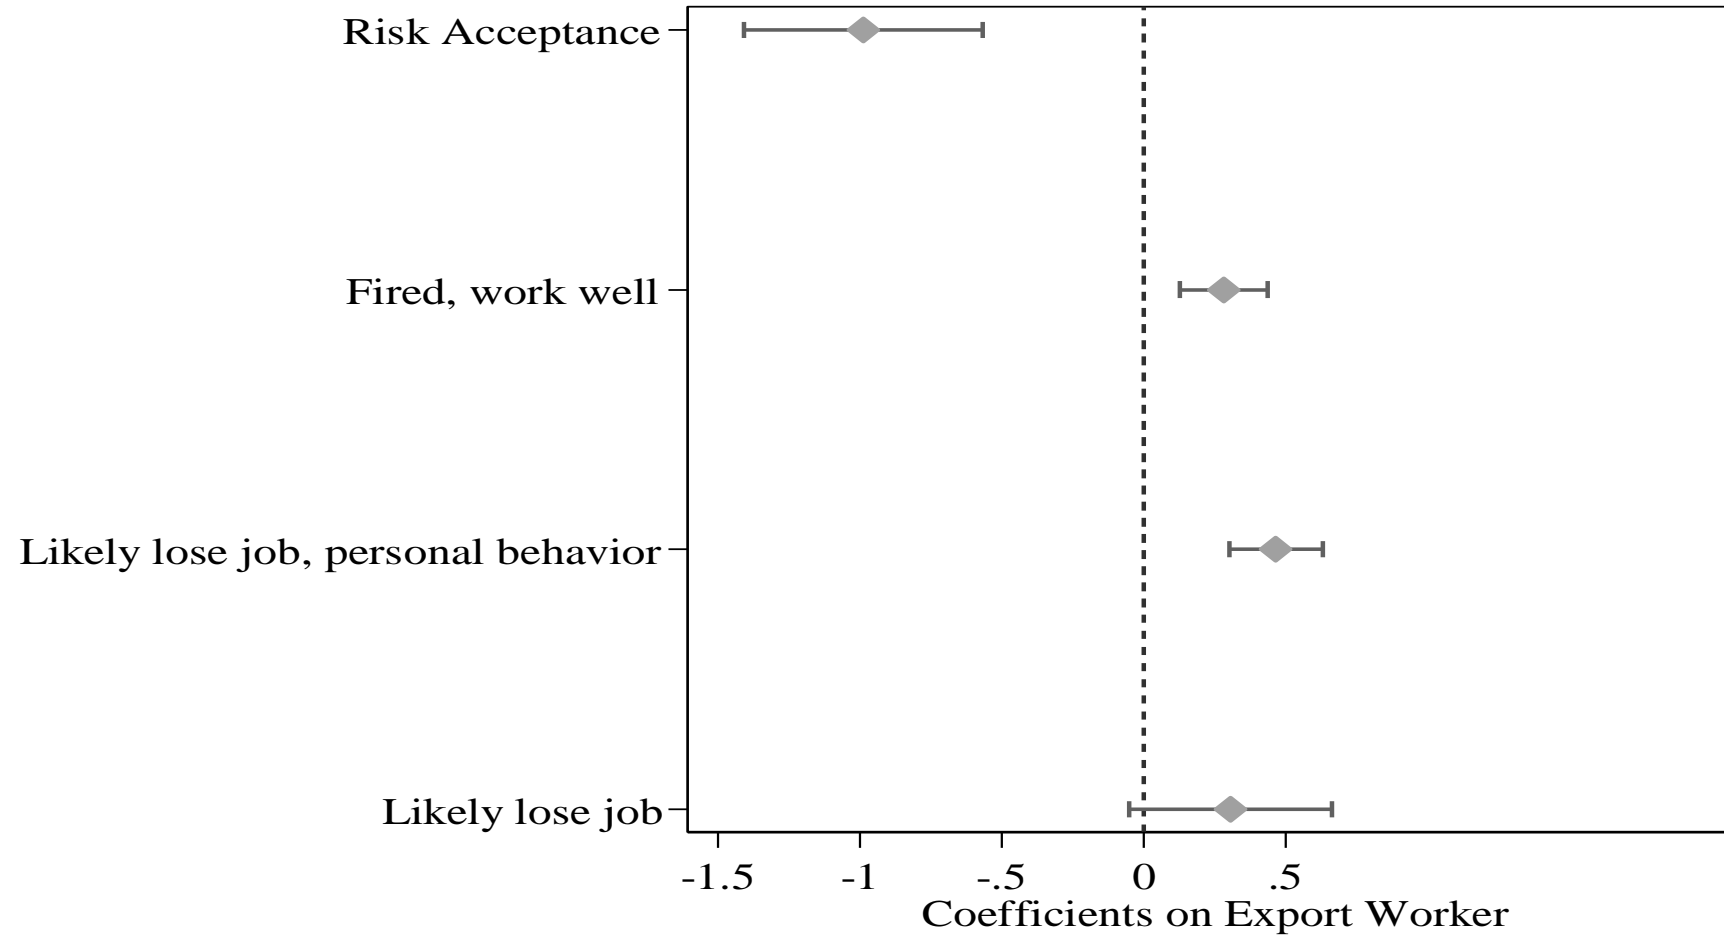 Risk Acceptance
Fired, work well
Likely lose job, personal behavior
Likely lose job
-1.5 -1 -.5 0 .5
Coefficients on Export Worker